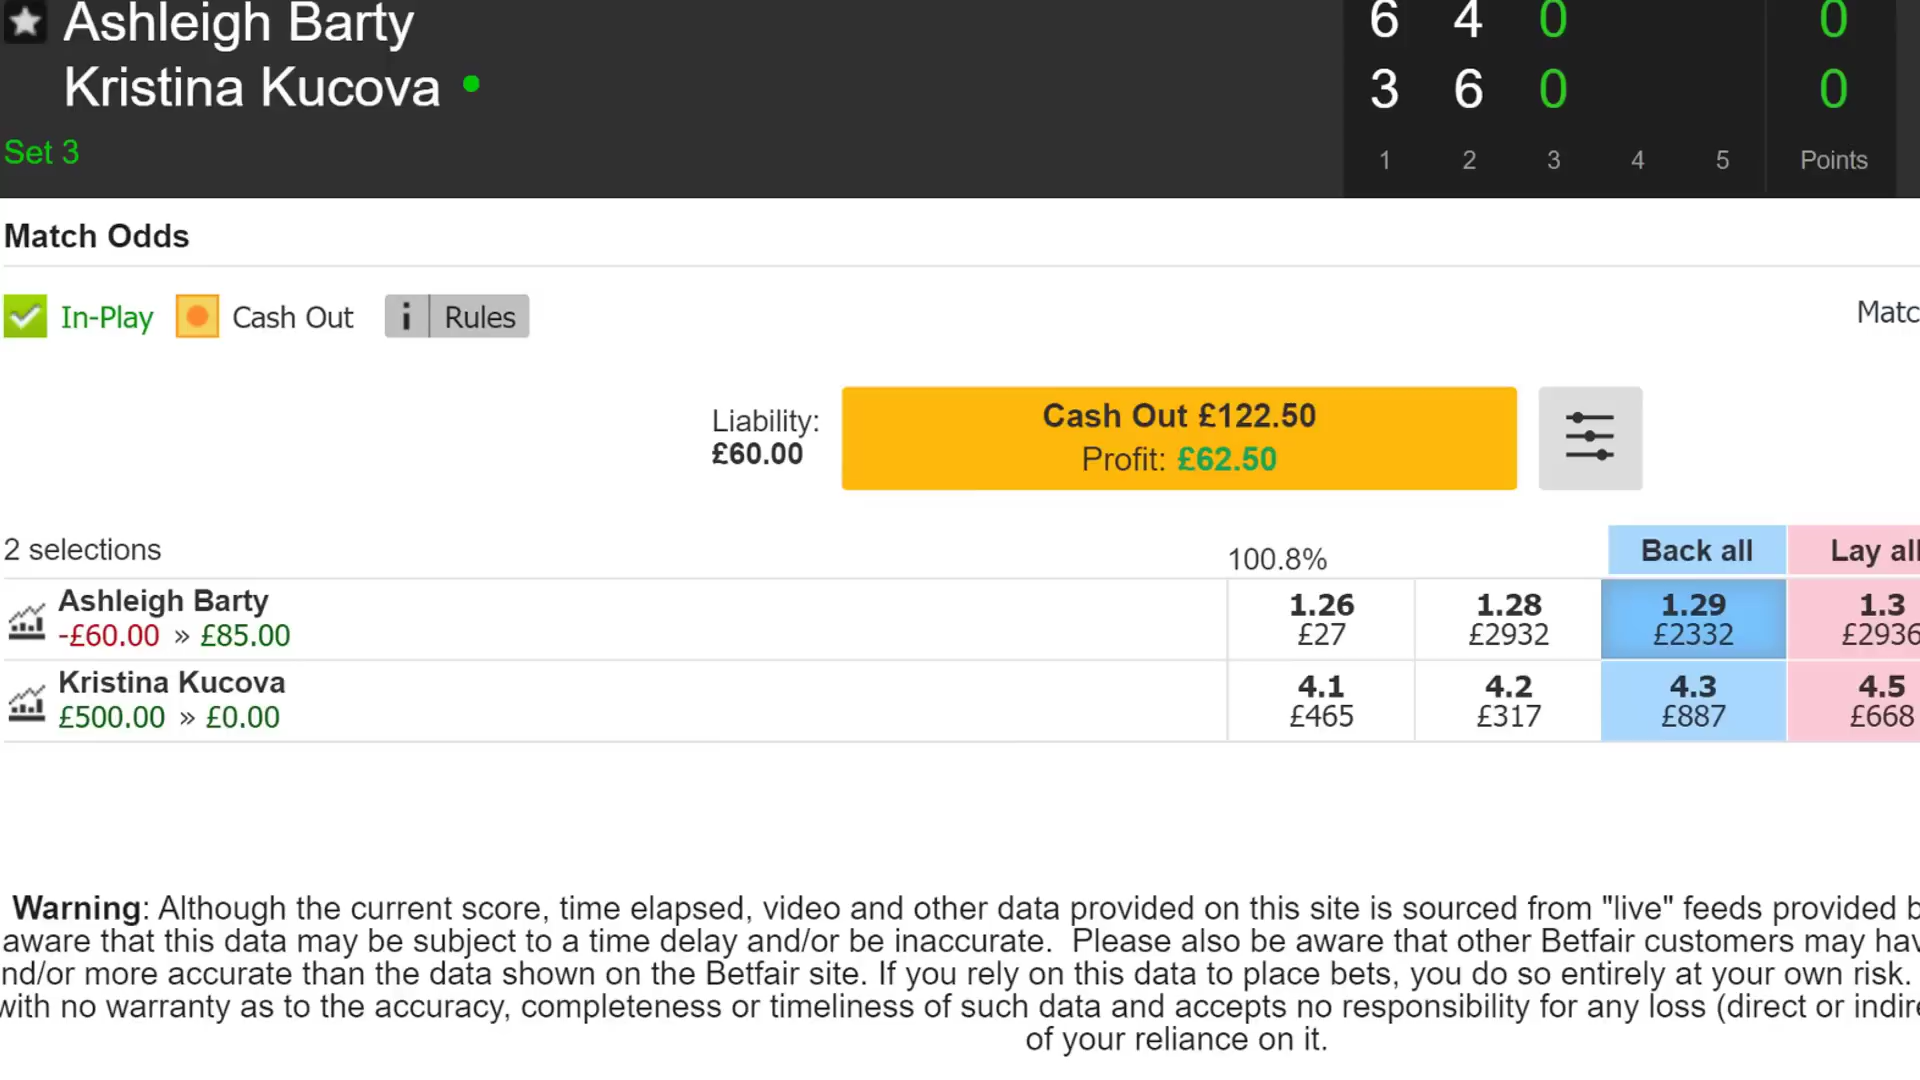 Ashleigh Barty 6 4 0 0
Kristina Kucova 3 6 0 0
Set 3 1 2 3 4 5 Points
Match Odds
In-Play Cash Out i Rules
Liability: £60.00
Cash Out £122.50
Profit: £62.50
2 selections 100.8% Back all Lay all
Ashleigh Barty 1.26 1.28 1.29 1.3
-£60.00 » £85.00 £27 £2932 £2332 £2936
Kristina Kucova 4.1 4.2 4.3 4.5
£500.00 » £0.00 £465 £317 £887 £668
Warning: Although the current score, time elapsed, video and other data provided on this site is sourced from "live" feeds provided
aware that this data may be subject to a time delay and/or be inaccurate. Please also be aware that other Betfair customers may
nd/or more accurate than the data shown on the Betfair site. If you rely on this data to place bets, you do so entirely at your own risk.
with no warranty as to the accuracy, completeness or timeliness of such data and accepts no responsibility for any loss (direct or
of your reliance on it.